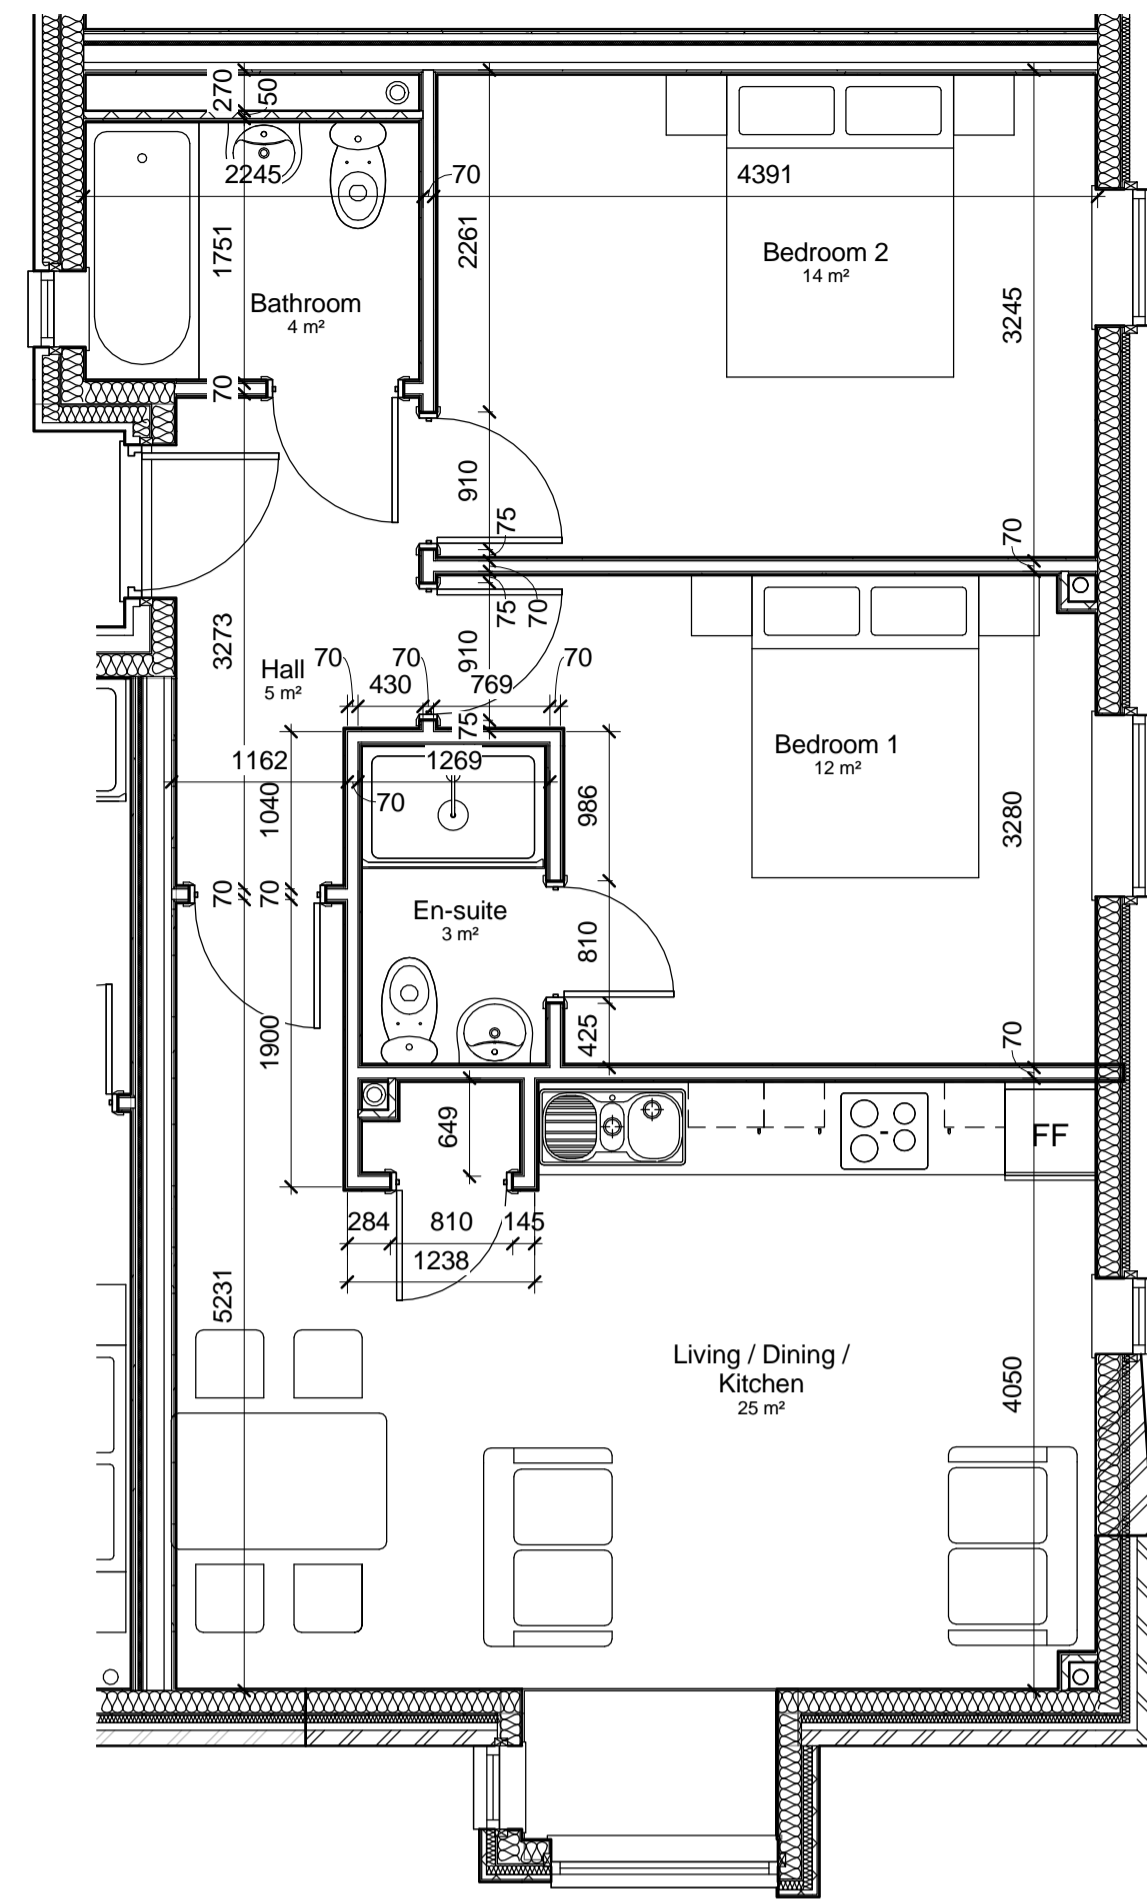 270
50
2245
70
4391
1751
2261
Bedroom 2
14 m²
3245
Bathroom
4 m²
70
910
75
70
75
70
3273
910
Hall
5 m²
70
430
70
769
70
75
1162
1269
70
1040
986
Bedroom 1
12 m²
3280
70
70
En-suite
3 m²
810
1900
425
70
649
FF
284
810
145
1238
5231
Living / Dining /
Kitchen
25 m²
4050